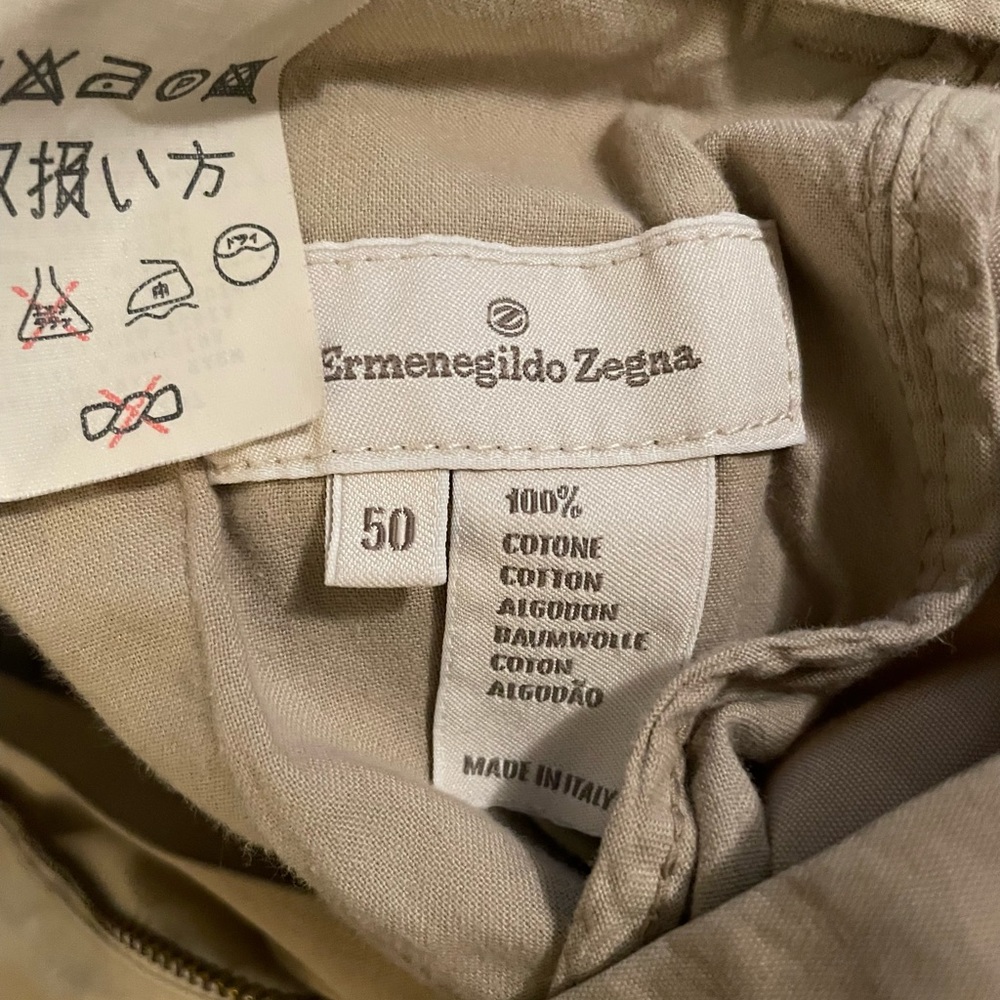 扱い方
ドライ
中
Ermenegildo Zegna
50
100%
COTONE
COTTON
ALGODON
BAUMWOLLE
COTON
ALGODÃO
MADE IN ITALY